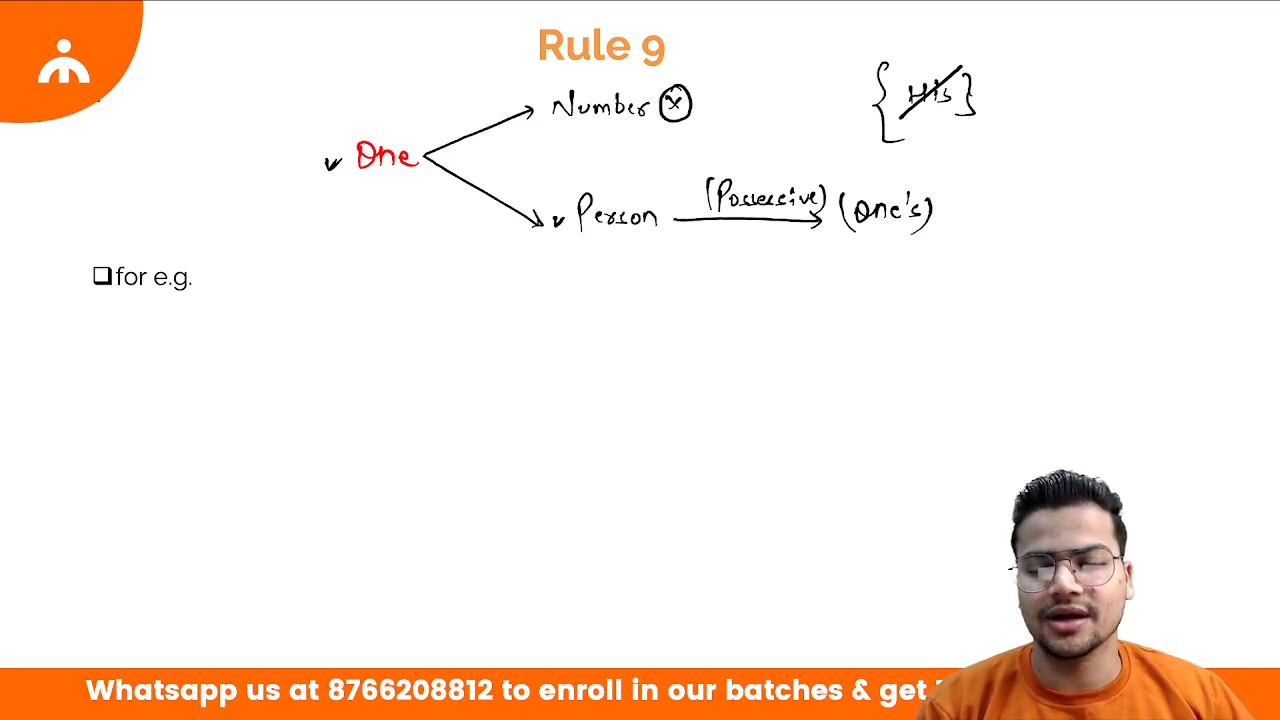 Rule 9
Number (x) {His}
One
Person (Possessive) (One's)
for e.g.
Whatsapp us at 8766208812 to enroll in our batches & get